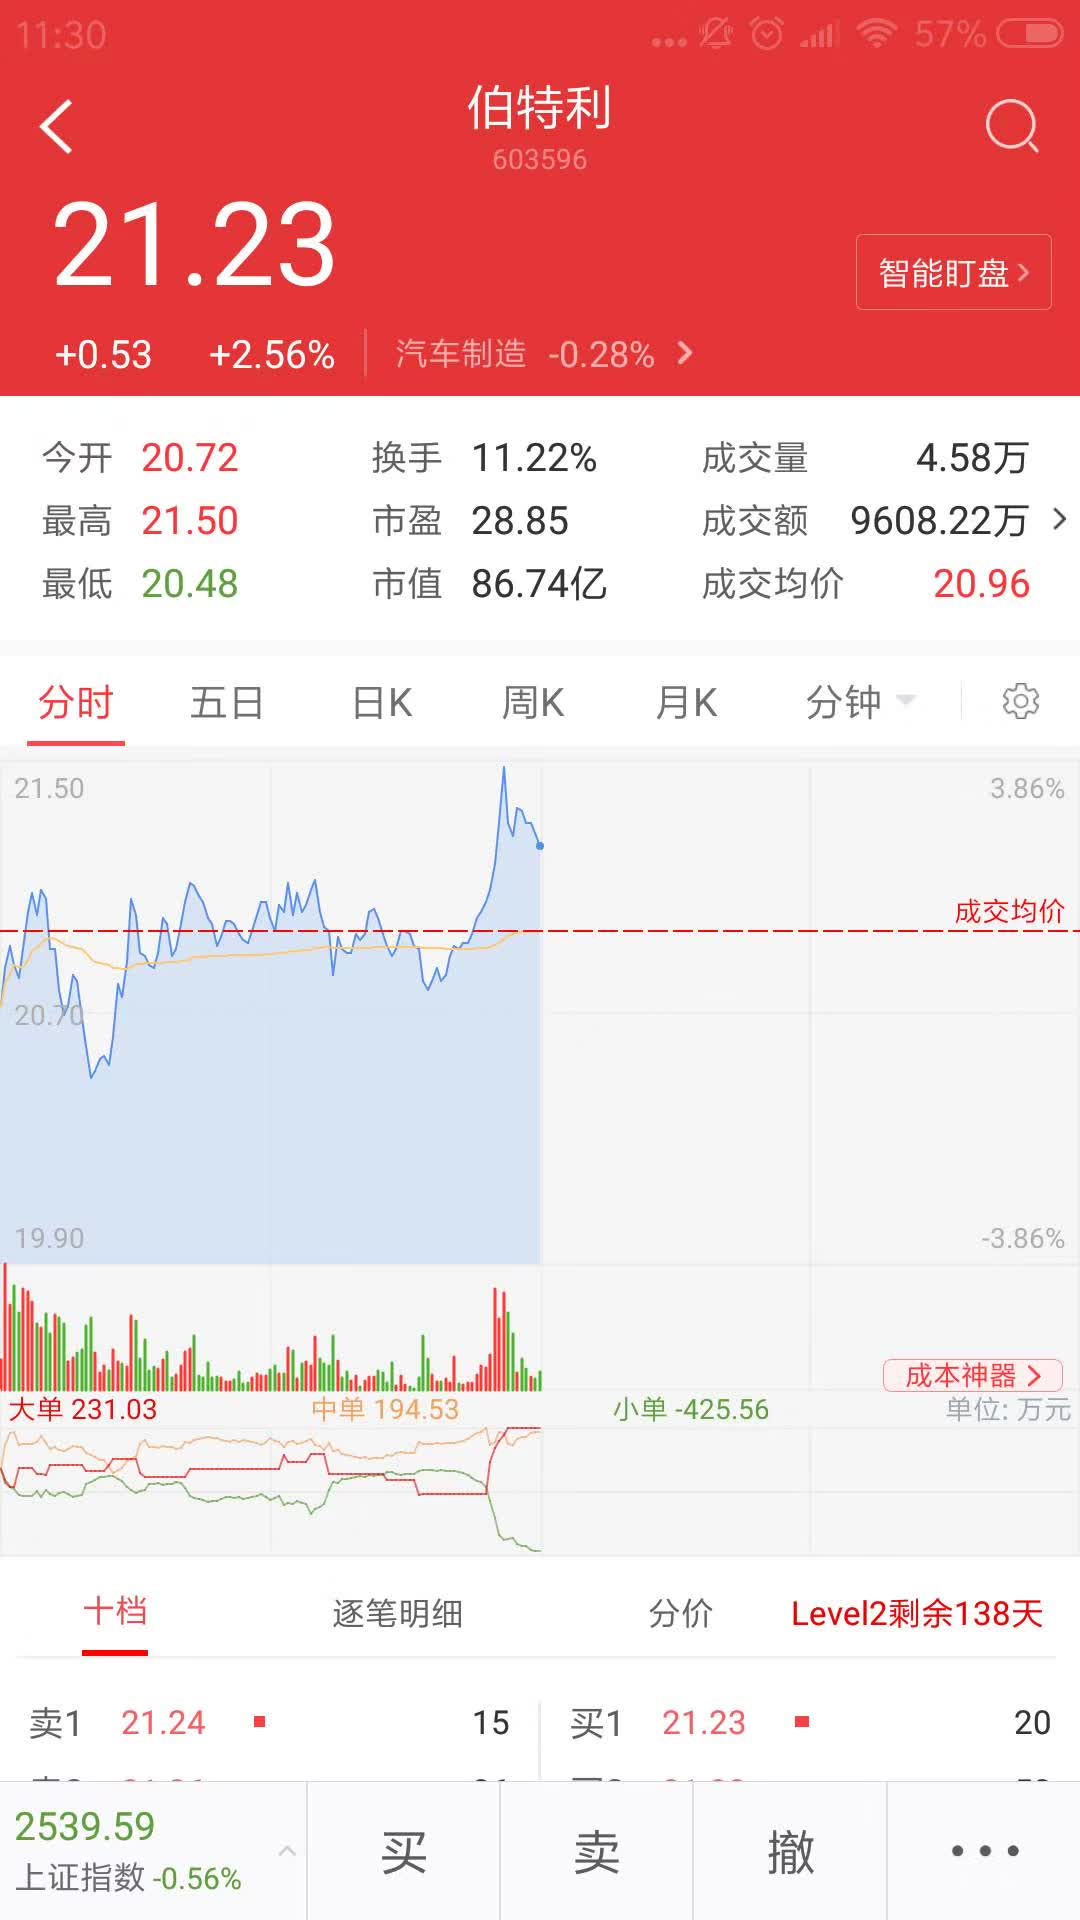 11:30
57%
伯特利
603596
21.23
智能盯盘
+0.53 +2.56% 汽车制造 -0.28%
今开 20.72 换手 11.22% 成交量 4.58万
最高 21.50 市盈 28.85 成交额 9608.22万
最低 20.48 市值 86.74亿 成交均价 20.96
分时 五日 日K 周K 月K 分钟
21.50 3.86%
成交均价
20.70
19.90 -3.86%
成本神器
大单 231.03 中单 194.53 小单 -425.56 单位: 万元
十档 逐笔明细 分价 Level2剩余138天
卖1 21.24 15 买1 21.23 20
2539.59
上证指数 -0.56%
买 卖 撤